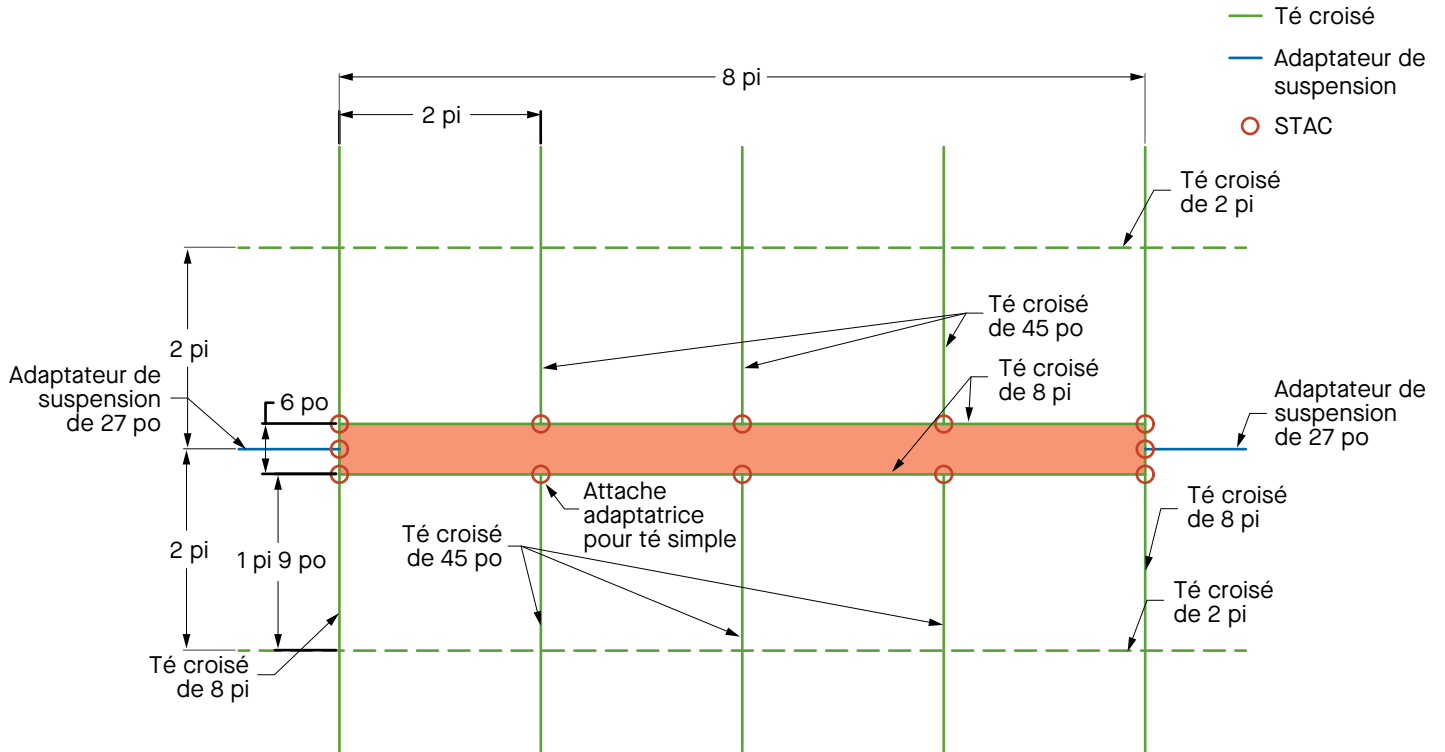 Té croisé
Adaptateur de
suspension
STAC
8 pi
2 pi
Té croisé
de 2 pi
2 pi
Té croisé
de 45 po
Té croisé
de 8 pi
Adaptateur de
suspension
de 27 po
6 po
Adaptateur de
suspension
de 27 po
Attache
adaptatrice
pour té simple
Té croisé
de 8 pi
Té croisé
de 45 po
2 pi
1 pi 9 po
Té croisé
de 2 pi
Té croisé
de 8 pi